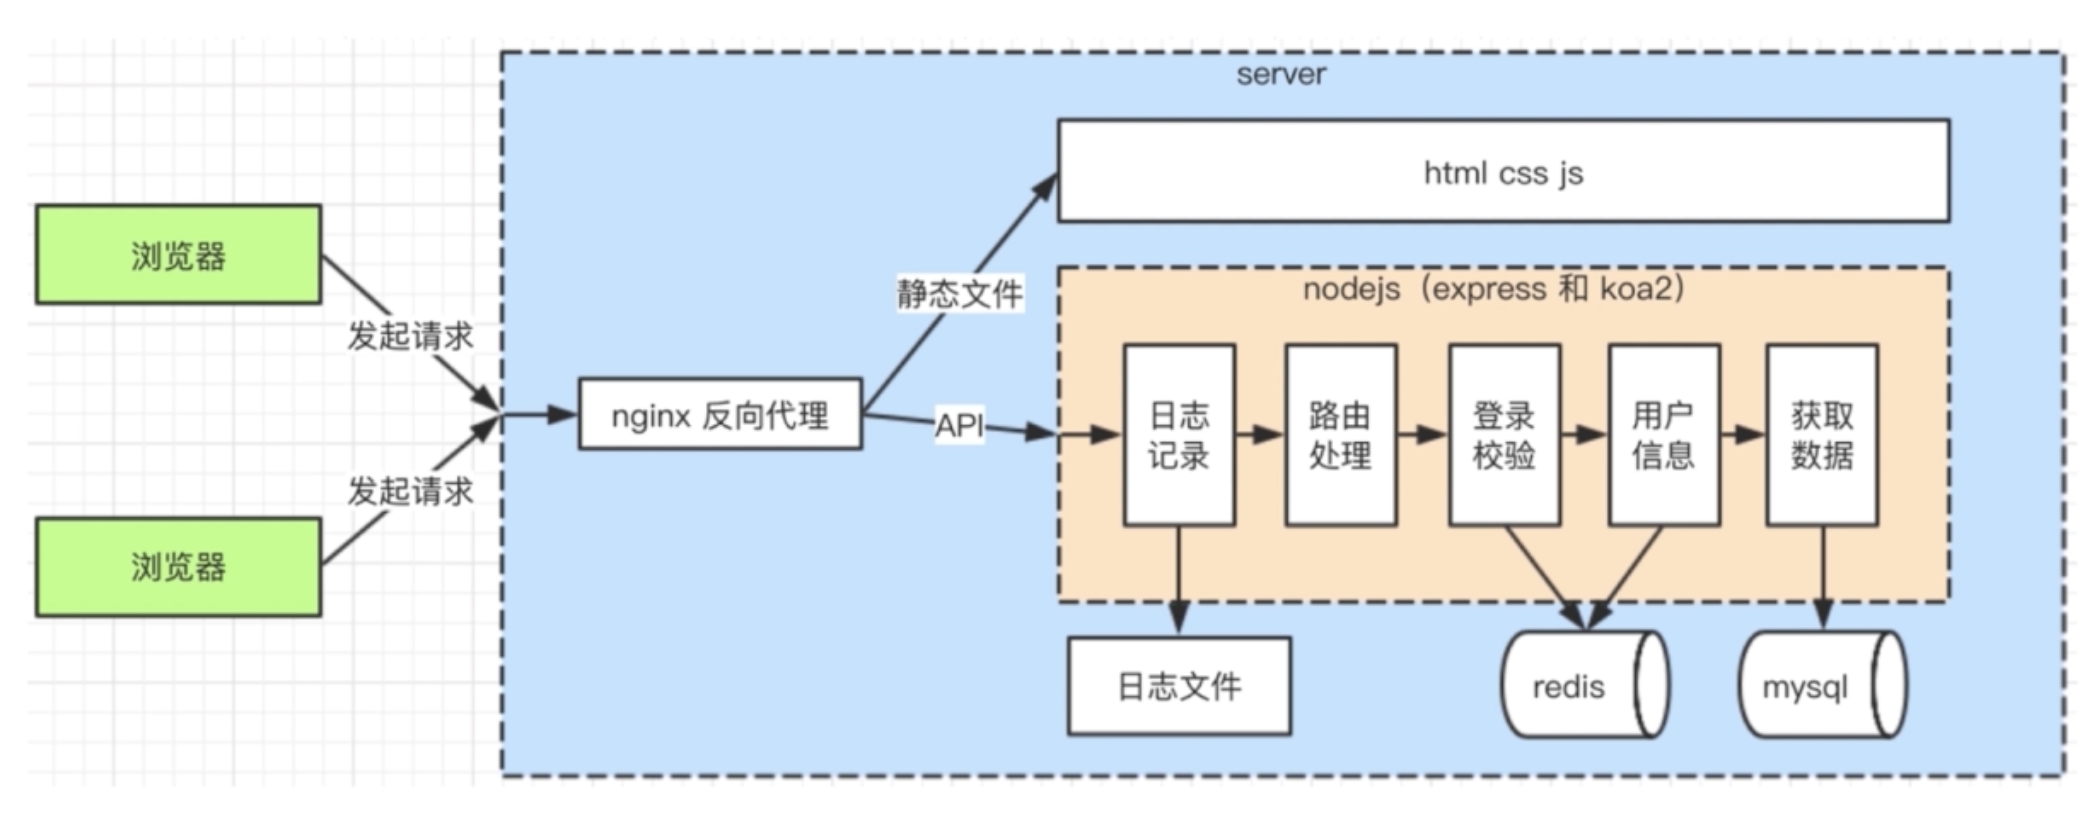 server
html css js
浏览器
发起请求
静态文件
nodejs（express 和 koa2）
nginx 反向代理
API
日志
记录
路由
处理
登录
校验
用户
信息
获取
数据
发起请求
浏览器
日志文件
redis
mysql